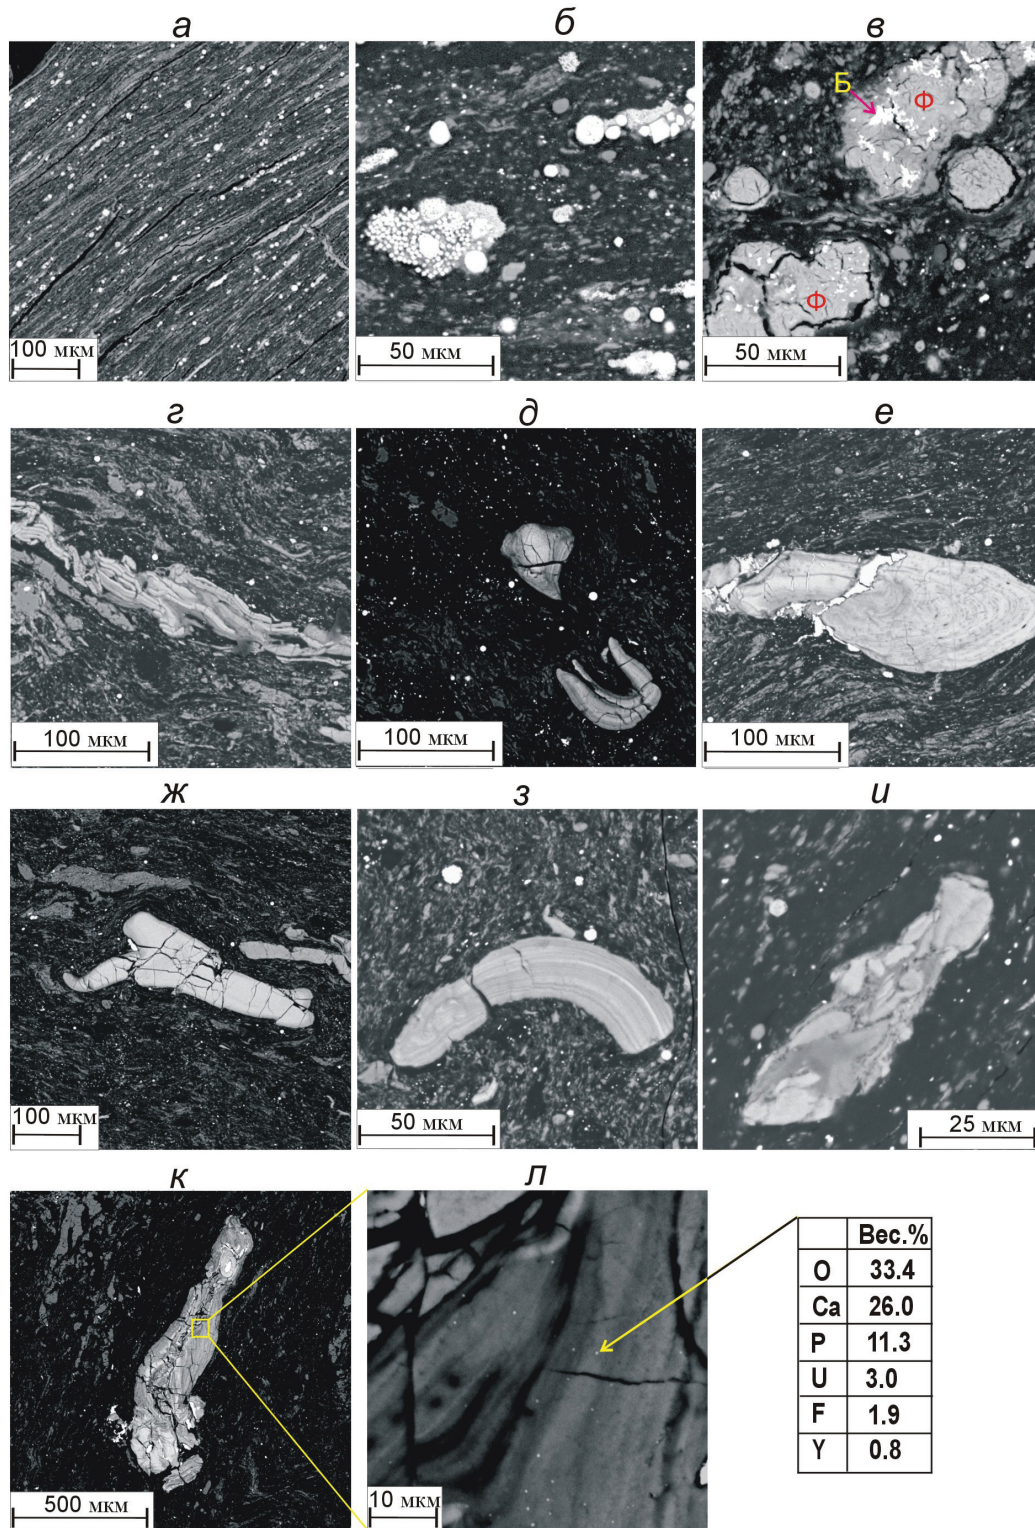 а б в
Б
Ф
Ф
100 мкм 50 мкм 50 мкм
г д е
100 мкм 100 мкм 100 мкм
ж з и
100 мкм 50 мкм 25 мкм
к л
Вес.%
O 33.4
Ca 26.0
P 11.3
U 3.0
F 1.9
Y 0.8
500 мкм 10 мкм